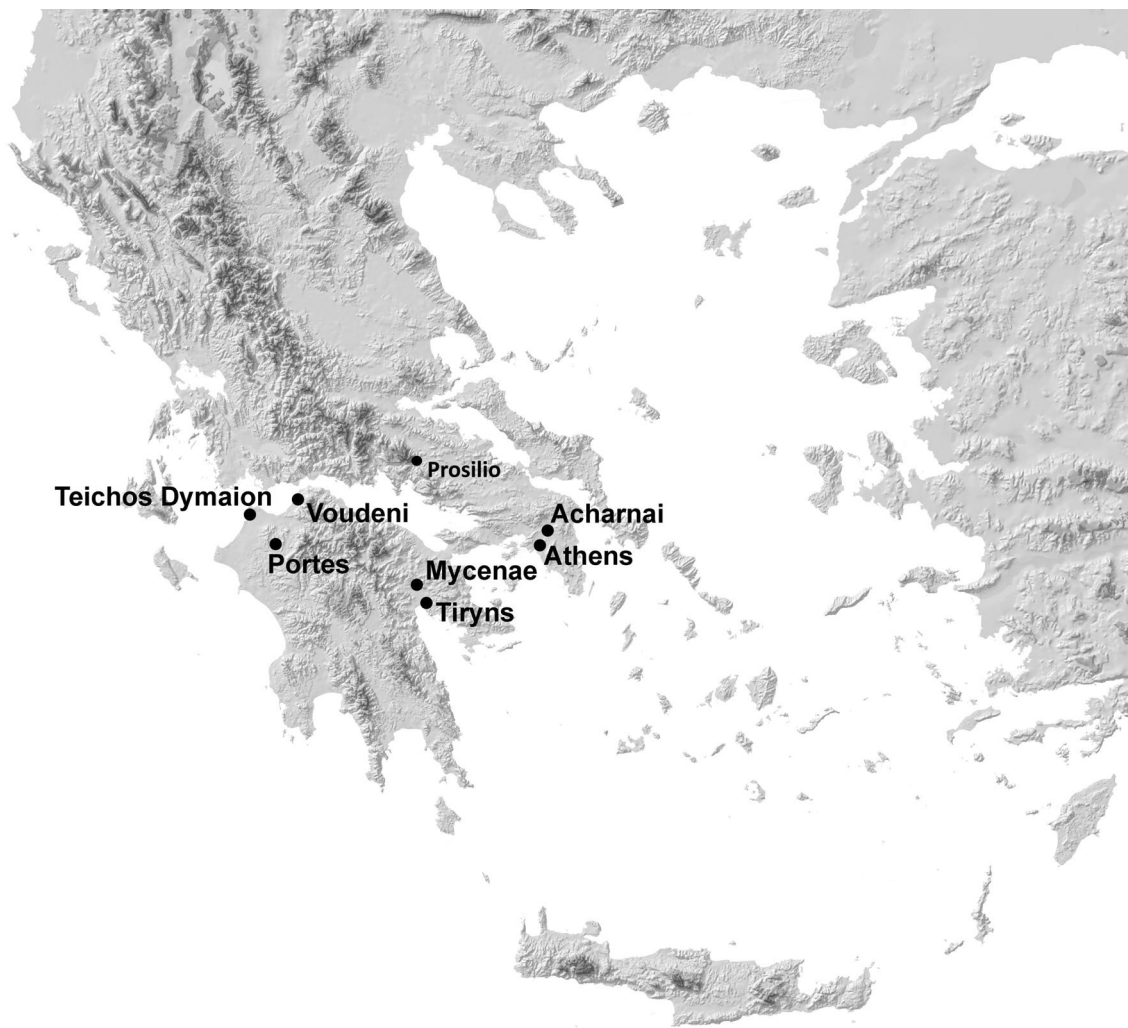 Prosilio
Teichos Dymaion
Voudeni
Acharnai
Athens
Portes
Mycenae
Tiryns